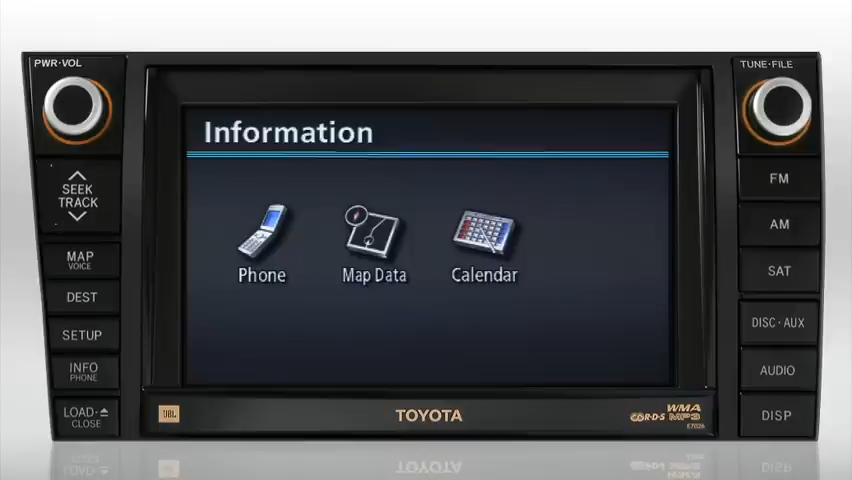 PWR·VOL
TUNE·FILE
Information
SEEK
TRACK
FM
AM
MAP
VOICE
SAT
Phone
Map Data
Calendar
DEST
SETUP
DISC·AUX
INFO
PHONE
AUDIO
LOAD·
CLOSE
JBL
TOYOTA
R·D·S
WMA
MP3
E7026
DISP